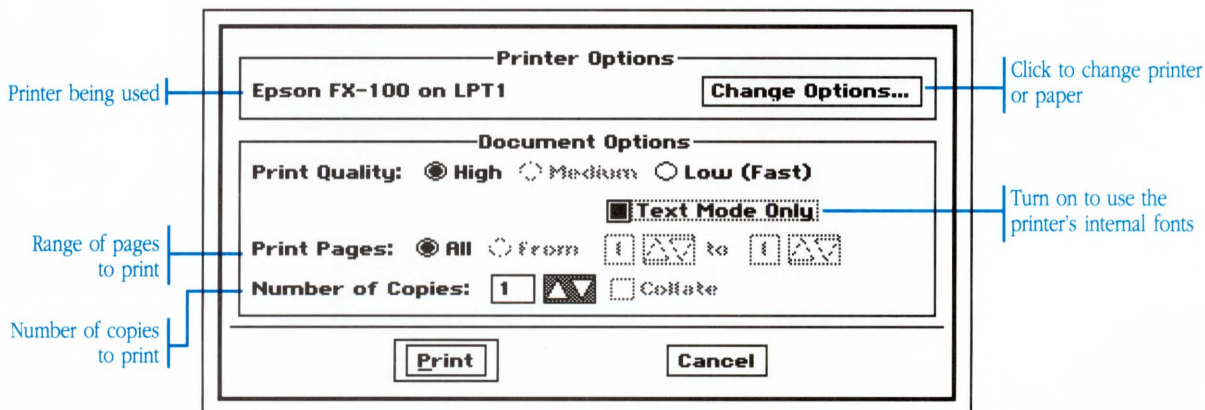 Printer Options
Printer being used
Epson FX-100 on LPT1
Change Options...
Click to change printer
or paper
Document Options
Print Quality: High Medium Low (Fast)
Text Mode Only
Turn on to use the
printer's internal fonts
Range of pages
to print
Print Pages: All From 1 to 1
Number of Copies: 1 Collate
Number of copies
to print
Print
Cancel